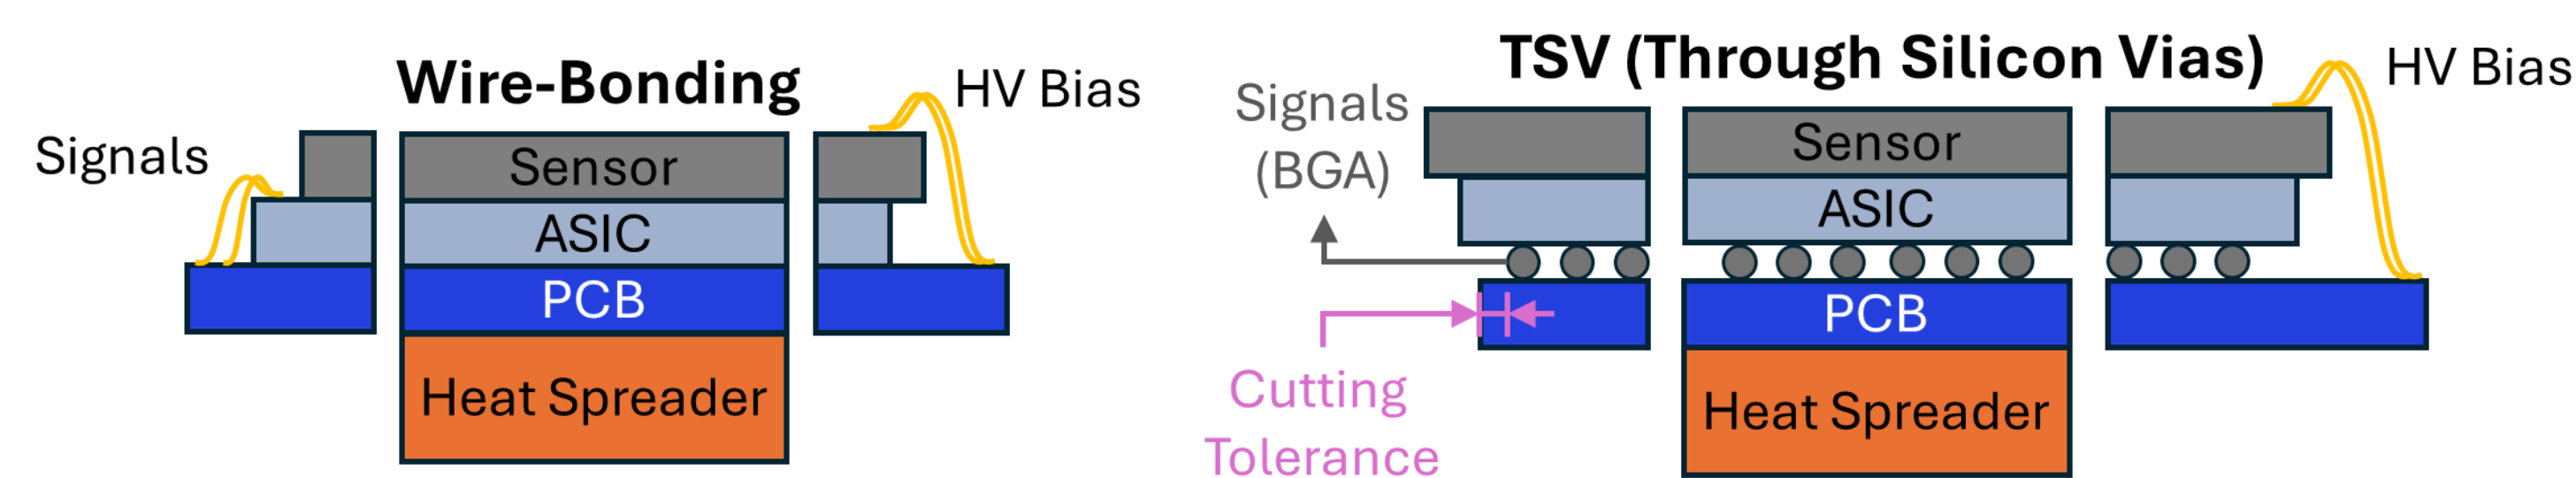 Wire-Bonding
Signals
HV Bias
Sensor
ASIC
PCB
Heat Spreader
TSV (Through Silicon Vias)
Signals
(BGA)
HV Bias
Sensor
ASIC
PCB
Heat Spreader
Cutting
Tolerance